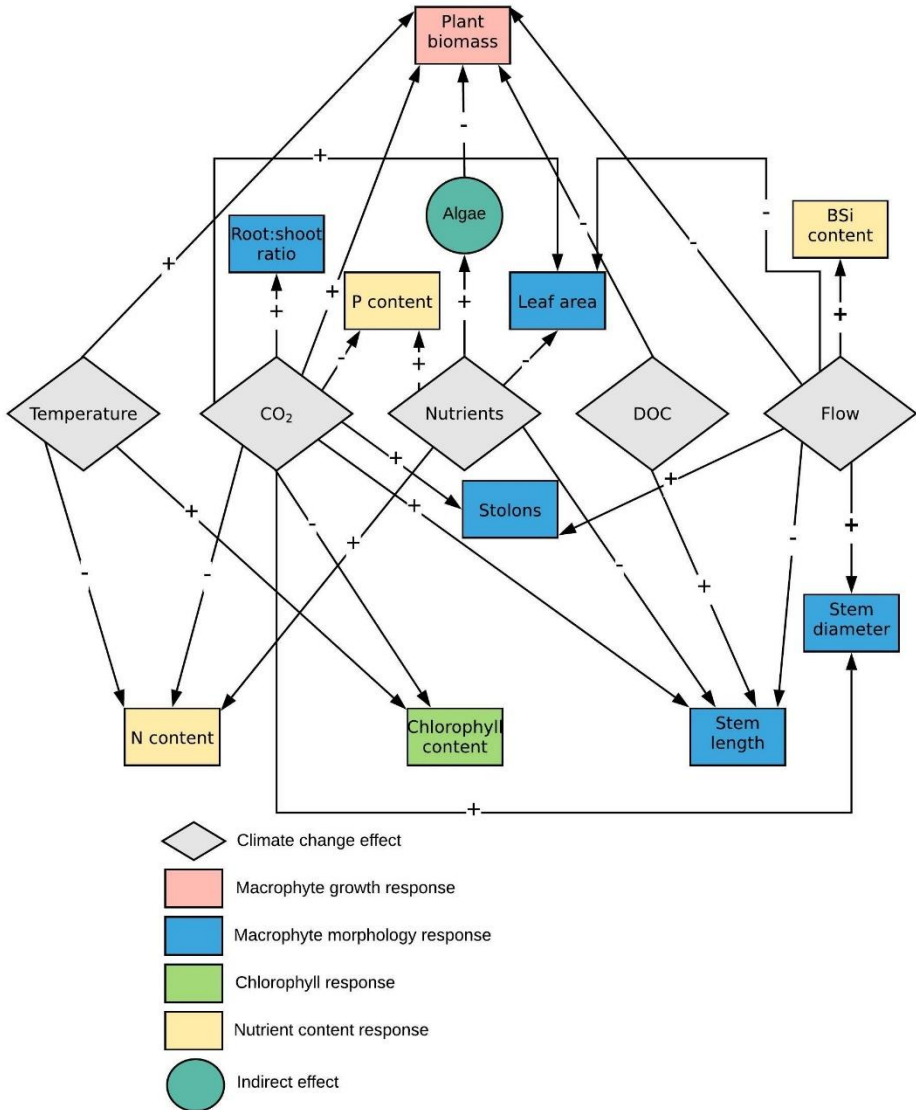 Plant
biomass
-
+
Algae
-
-
-
BSi
content
Root:shoot
ratio
+
+
P content
+
Leaf area
+
-
+
-
+
Temperature
CO₂
Nutrients
DOC
Flow
+
+
-
Stolons
+
+
-
+
+
-
-
-
+
-
+
Stem
diameter
N content
Chlorophyll
content
Stem
length
+
Climate change effect
Macrophyte growth response
Macrophyte morphology response
Chlorophyll response
Nutrient content response
Indirect effect